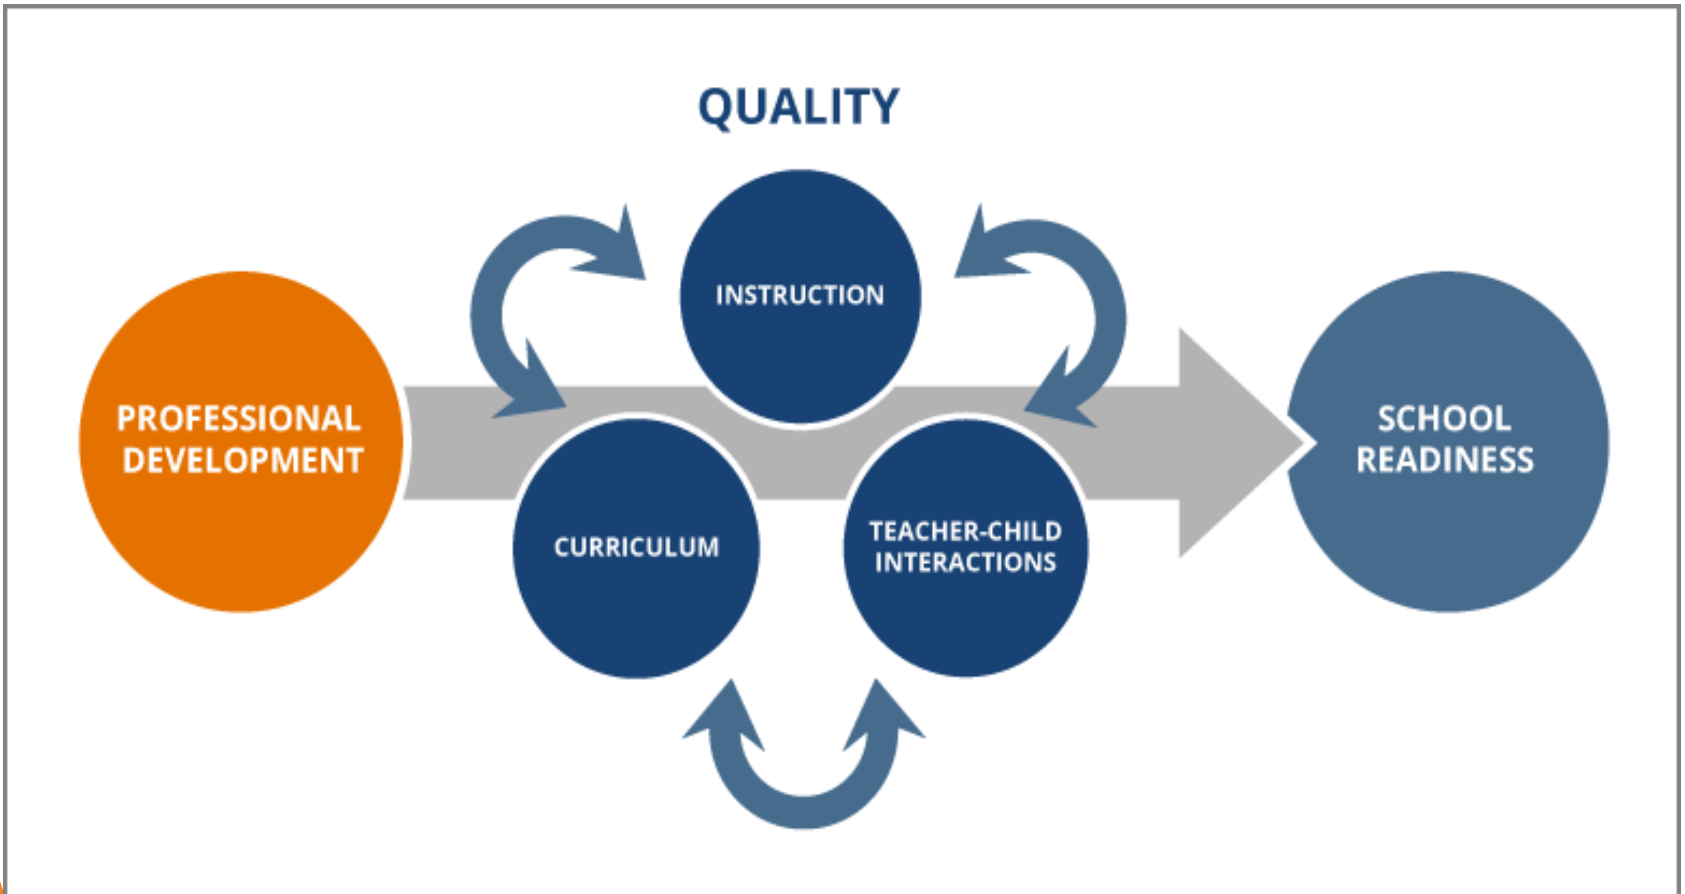 QUALITY
INSTRUCTION
PROFESSIONAL
DEVELOPMENT
SCHOOL
READINESS
CURRICULUM
TEACHER-CHILD
INTERACTIONS